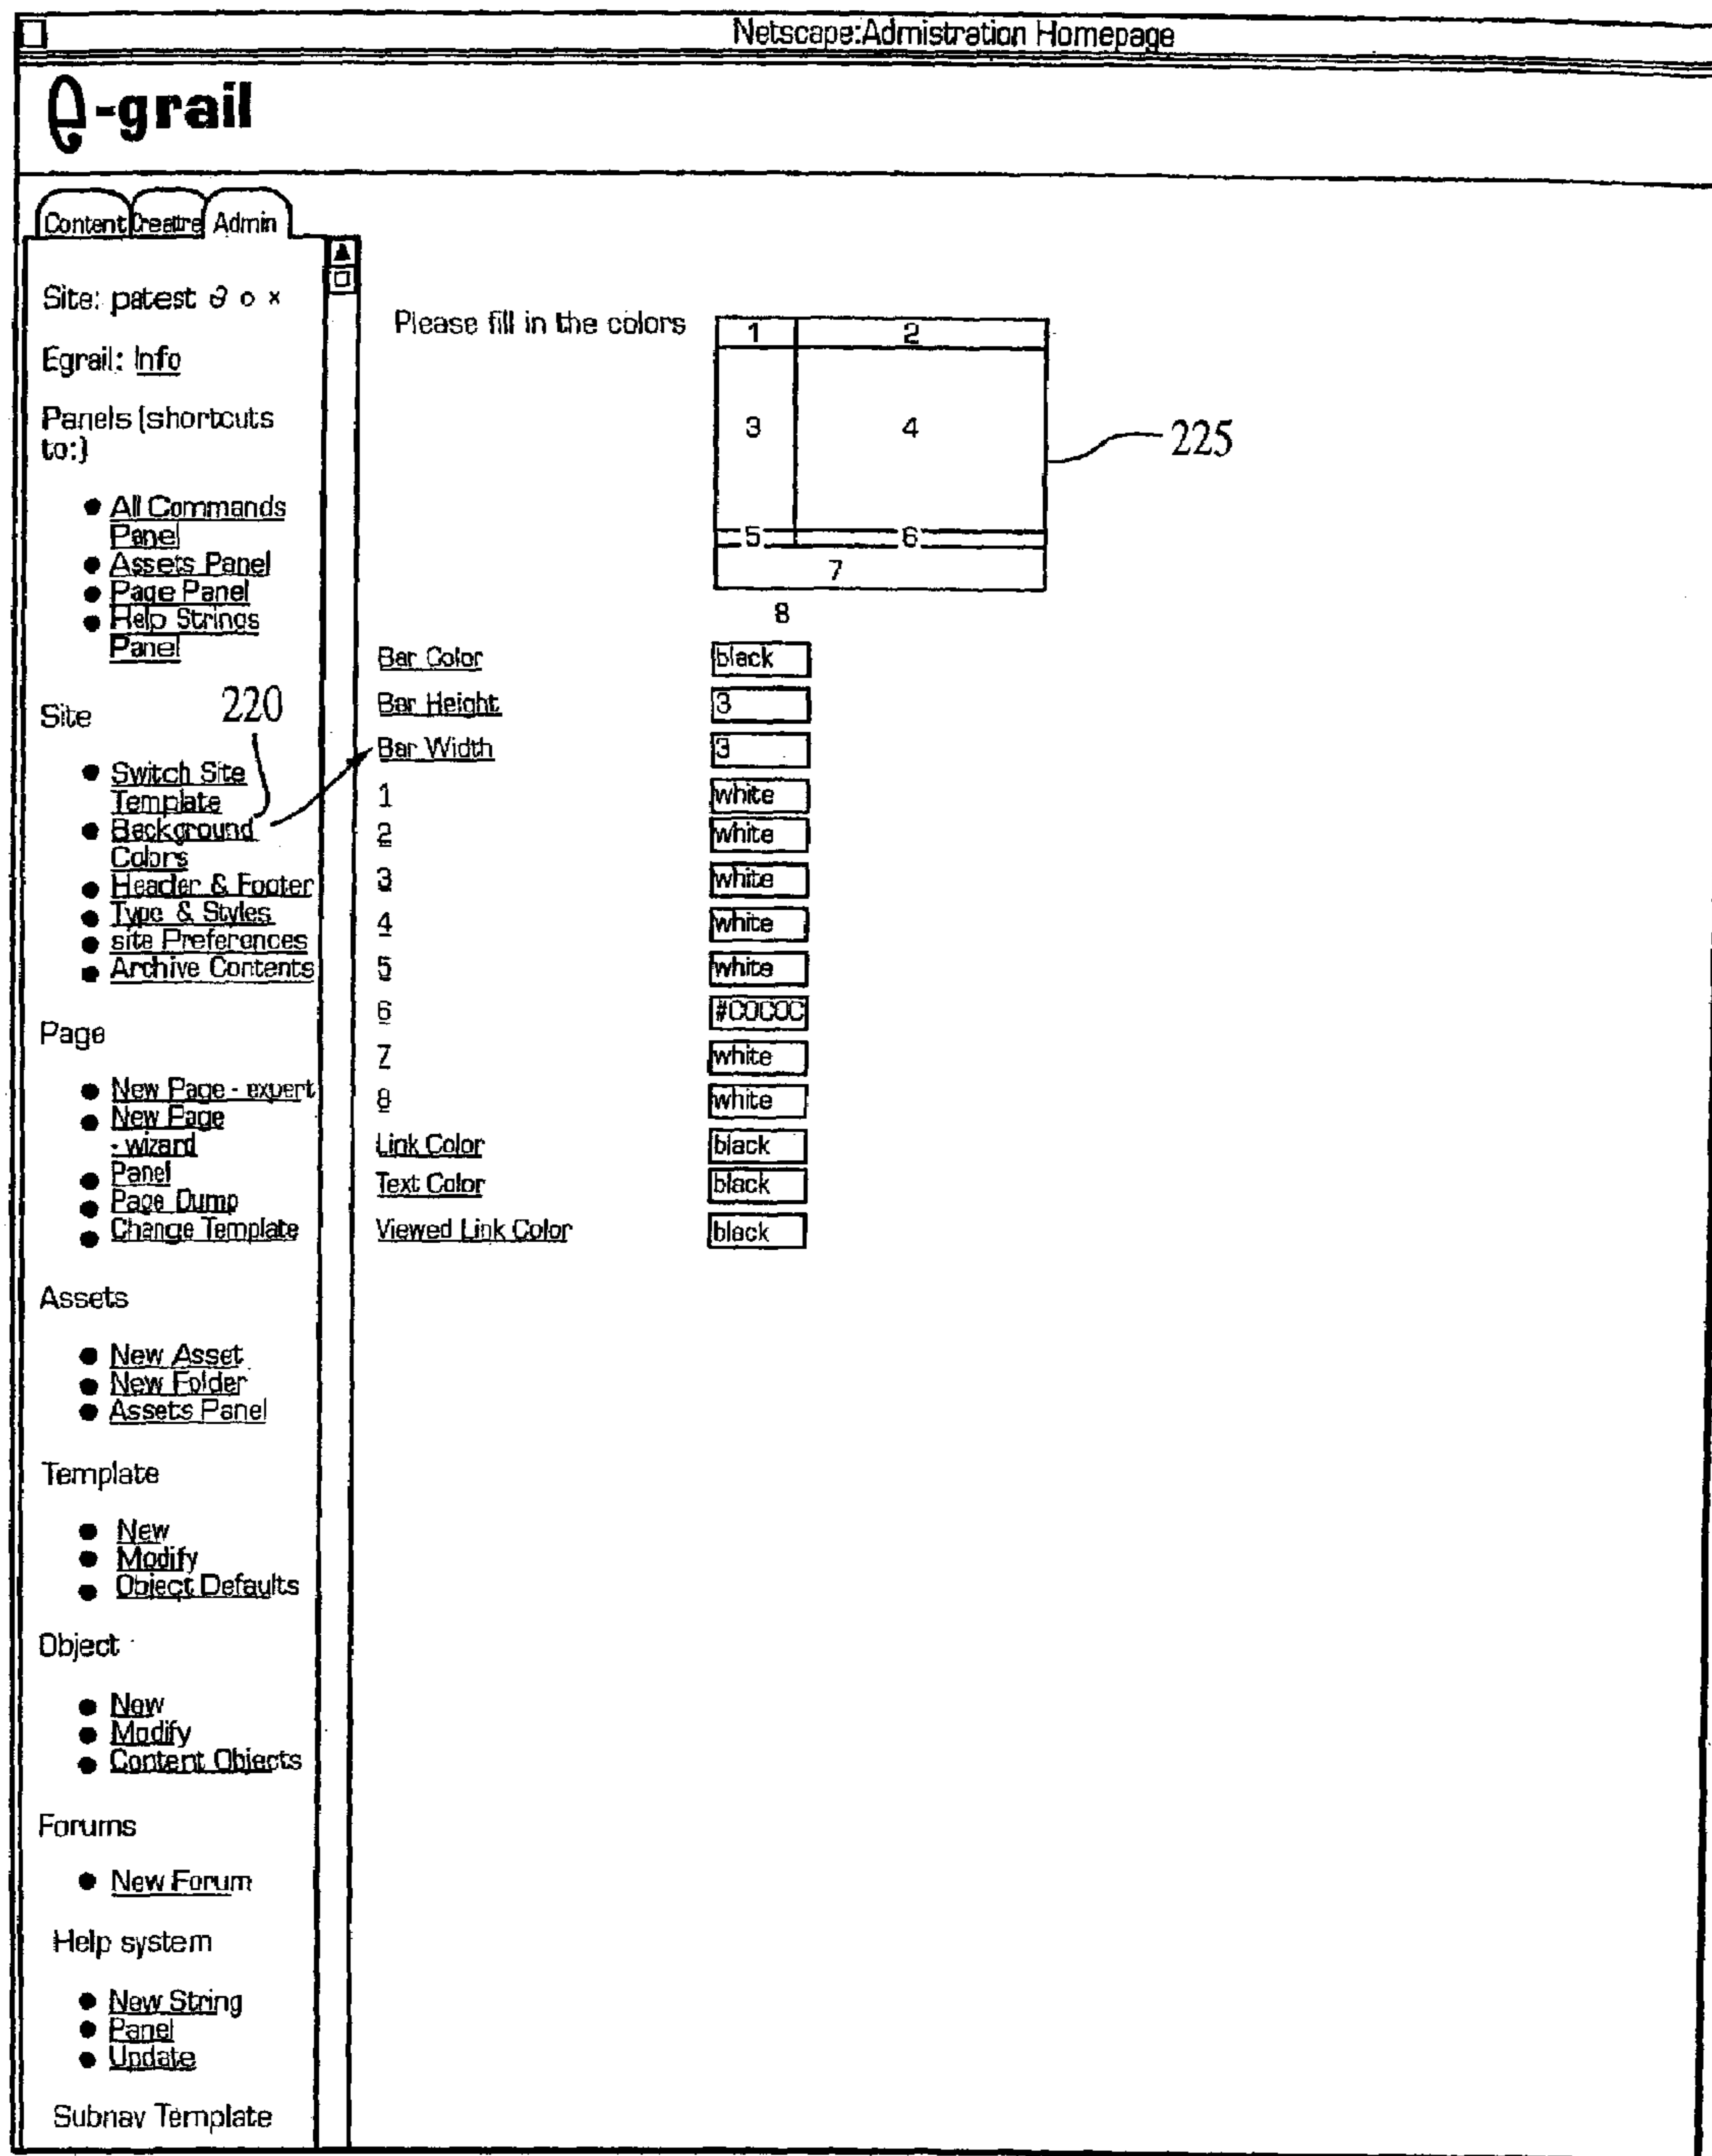 Netscape:Admistration Homepage
e-grail
Content Creatre Admin
Site: patest
Egrail: Info
Panels (shortcuts
to:)
All Commands
Panel
Assets Panel
Page Panel
Help Strings
Panel
Site
220
Switch Site
Template
Background
Colors
Header & Footer
Type & Styles
site Preferences
Archive Contents
Page
New Page - expert
New Page
- wizard
Panel
Page Dump
Change Template
Assets
New Asset
New Folder
Assets Panel
Template
New
Modify
Object Defaults
Object
New
Modify
Content Objects
Forums
New Forum
Help system
New String
Panel
Update
Subnav Template
Please fill in the colors
1 2
3 4
225
5 6
7
8
Bar Color black
Bar Height 3
Bar Width 3
1 white
2 white
3 white
4 white
5 white
6 #C0C0C
7 white
8 white
Link Color black
Text Color black
Viewed Link Color black